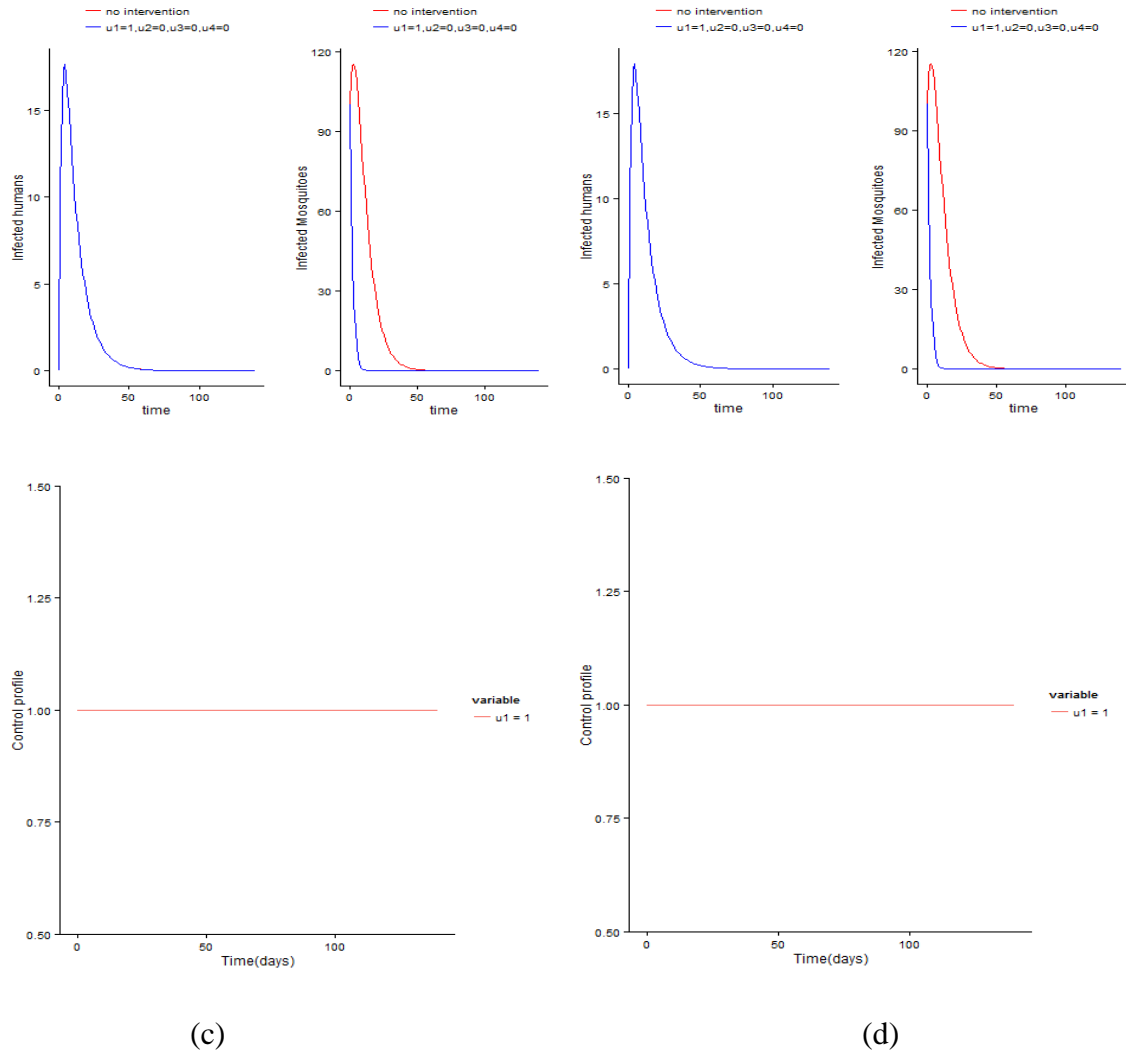 no intervention
u1=1,u2=0,u3=0,u4=0
Infected humans
15
10
5
0
0
100
time
no intervention
u1=1,u2=0,u3=0,u4=0
Infected Mosquitoes
120
90
60
30
0
0
50
100
time
no intervention
u1=1,u2=0,u3=0,u4=0
Infected humans
15
10
5
0
0
100
time
no intervention
u1=1,u2=0,u3=0,u4=0
Infected Mosquitoes
120
90
60
30
0
0
50
100
time
Control profile
1.50
1.25
1.00
0.75
0.50
0
50
100
Time(days)
variable
u1 = 1
(c)
Control profile
1.50
1.25
1.00
0.75
0.50
0
50
100
Time(days)
variable
u1 = 1
(d)